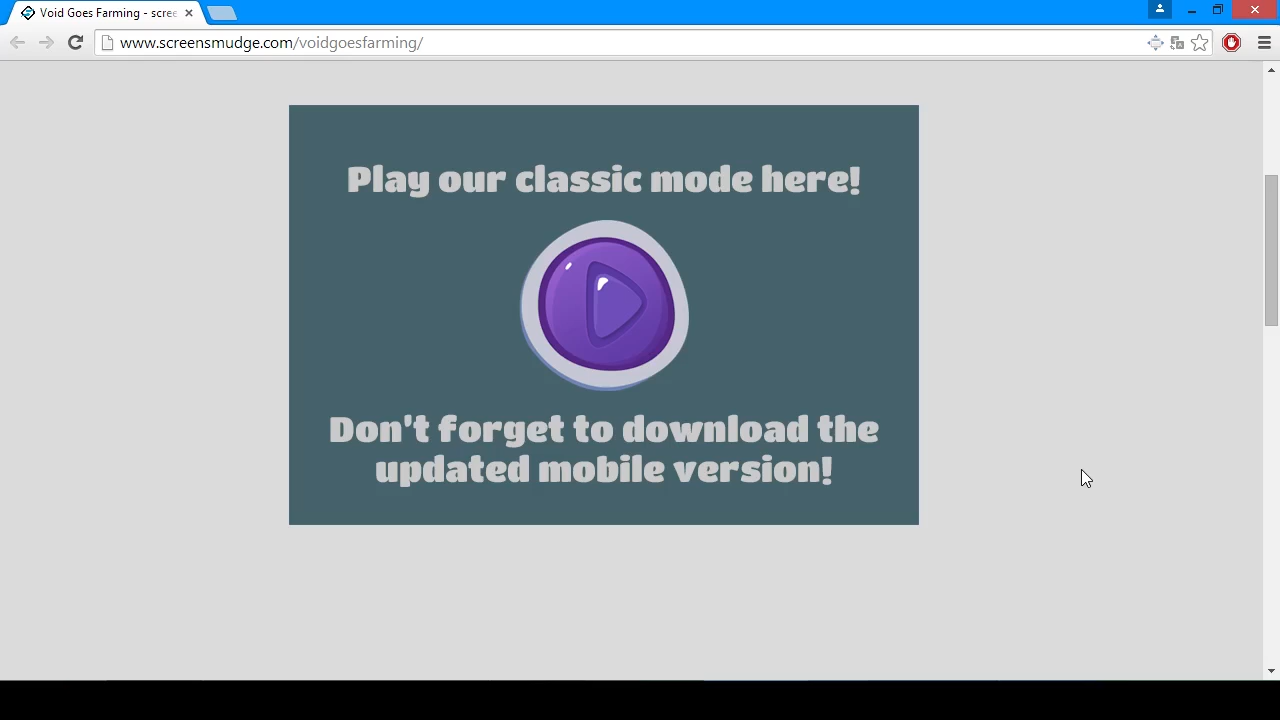 Void Goes Farming - scree
www.screensmudge.com/voidgoesfarming/
Play our classic mode here!
Don't forget to download the
updated mobile version!